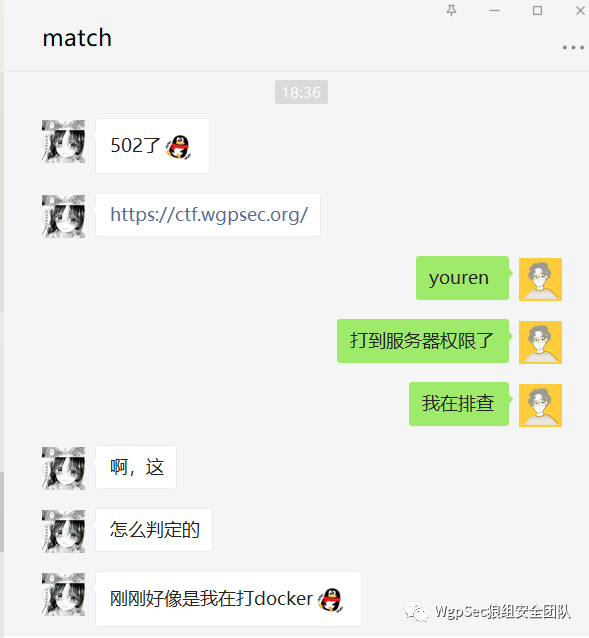 match
18:36
502了
https://ctf.wgpsec.org/
youren
打到服务器权限了
我在排查
啊，这
怎么判定的
刚刚好像是我在打docker
WgpSec狼组安全团队